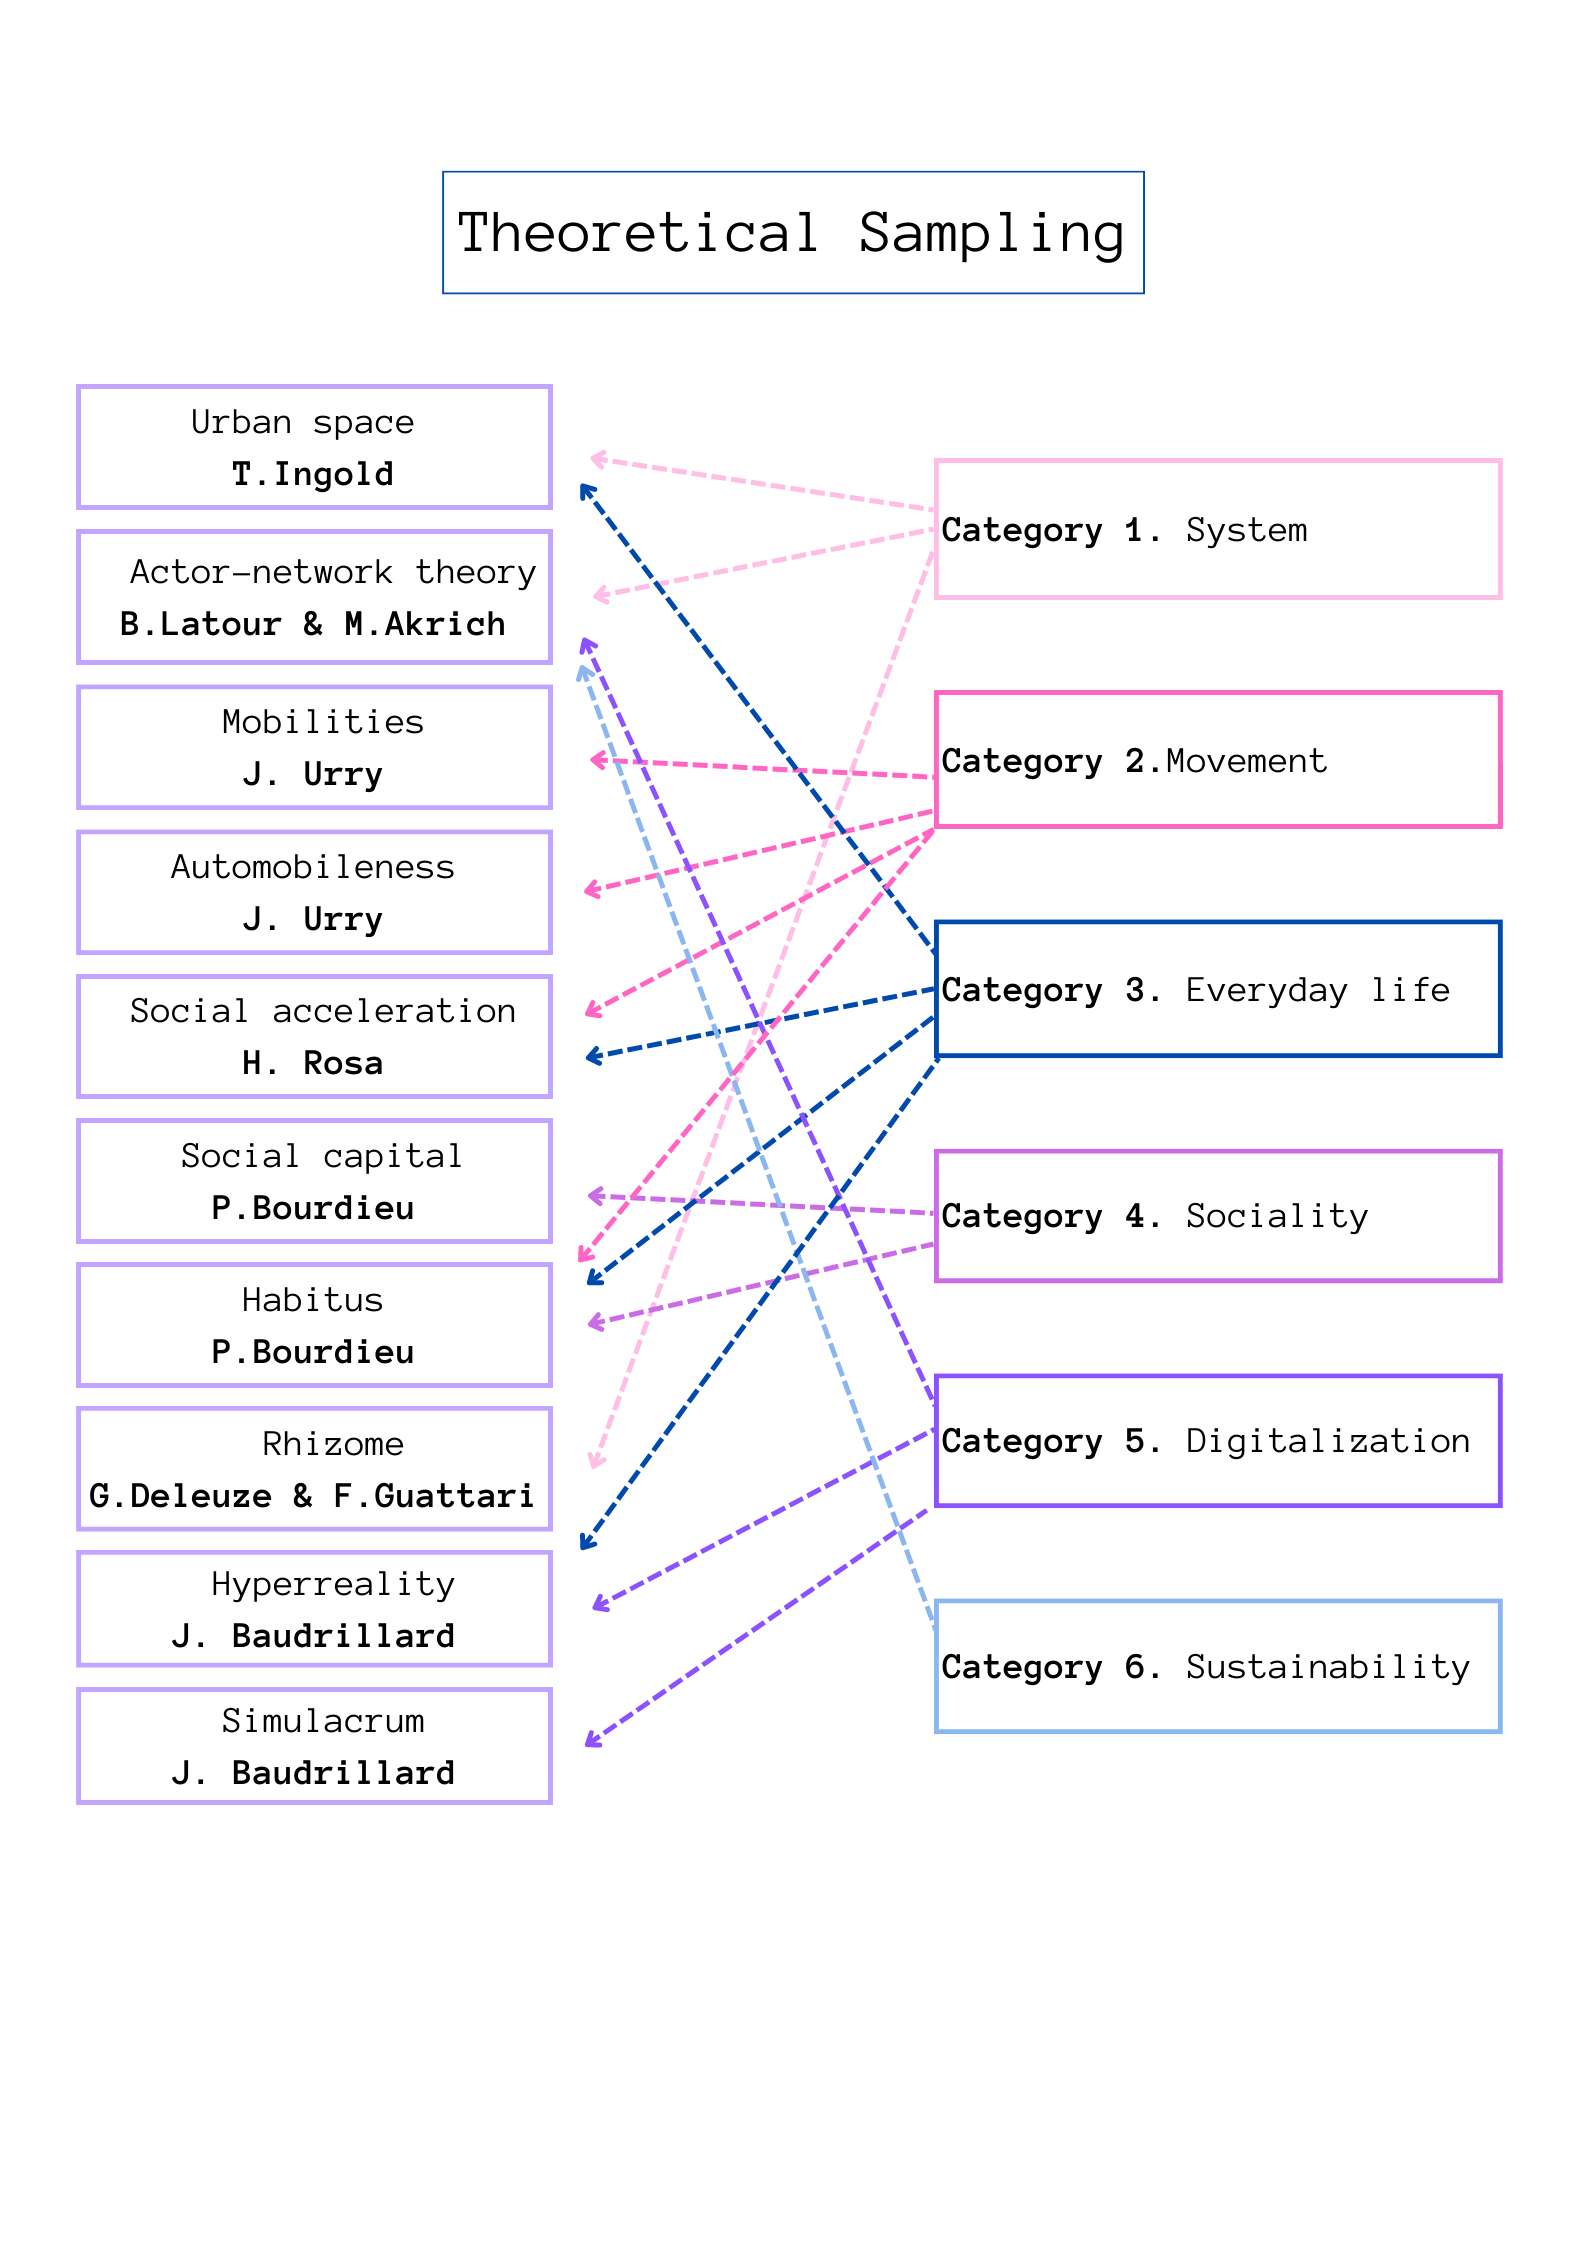 Theoretical Sampling
Urban space
T.Ingold
Actor-network theory
B.Latour & M.Akrich
Mobilities
J. Urry
Automobileness
J. Urry
Social acceleration
H. Rosa
Social capital
P.Bourdieu
Habitus
P.Bourdieu
Rhizome
G.Deleuze & F.Guattari
Hyperreality
J. Baudrillard
Simulacrum
J. Baudrillard
Category 1. System
Category 2.Movement
Category 3. Everyday life
Category 4. Sociality
Category 5. Digitalization
Category 6. Sustainability